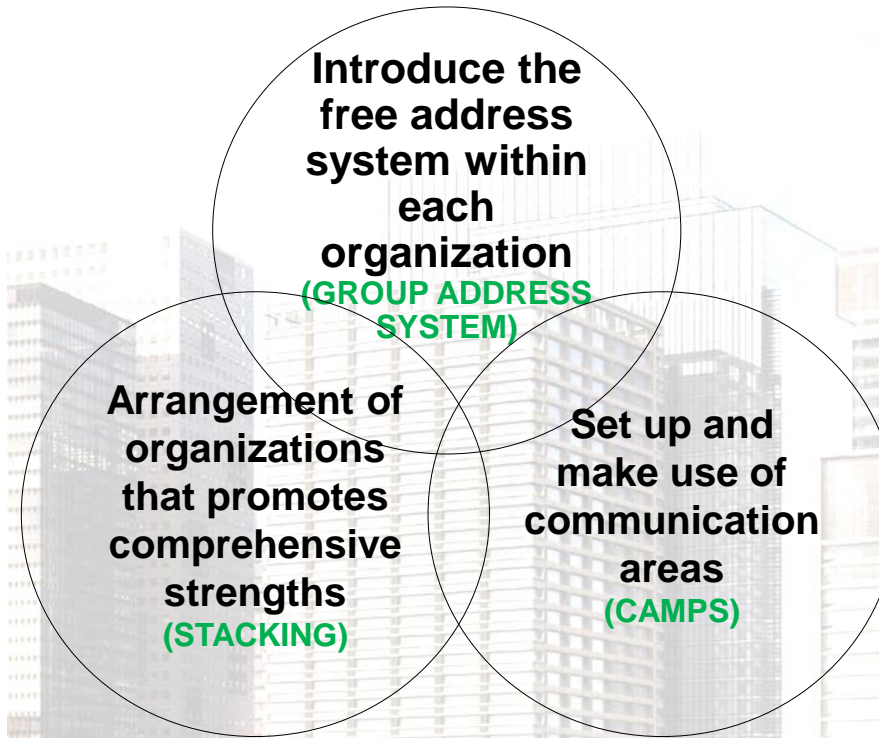 Introduce the
free address
system within
each
organization
(GROUP ADDRESS
SYSTEM)
Arrangement of
organizations
that promotes
comprehensive
strengths
(STACKING)
Set up and
make use of
communication
areas
(CAMPS)